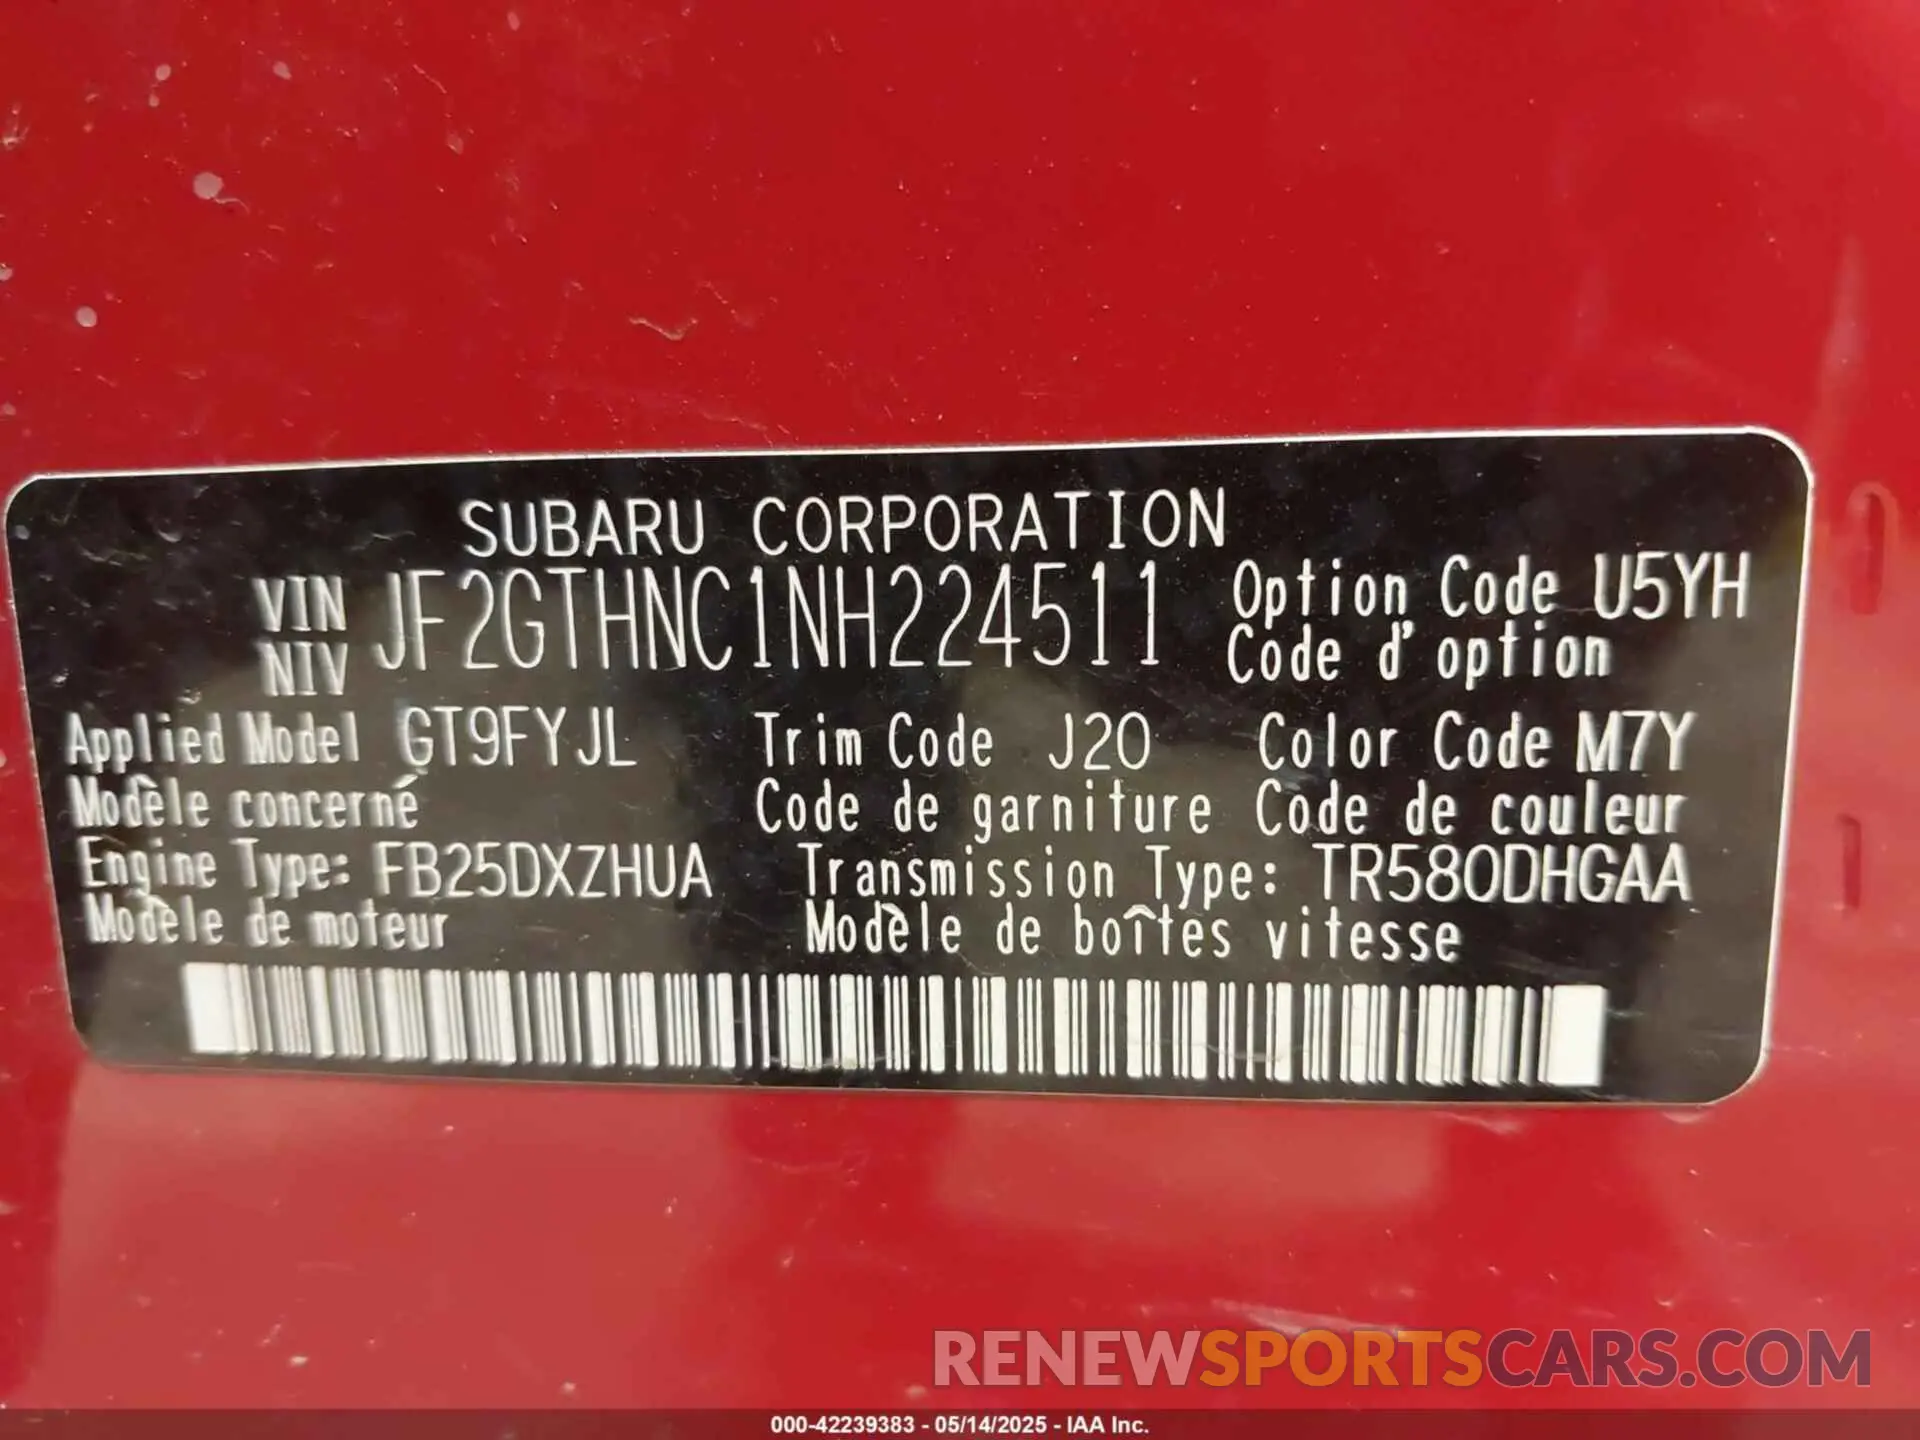 SUBARU CORPORATION
VIN JF2GTHNC1NH224511 Option Code U5YH
NIV Code d'option
Applied Model GT9FYJL Trim Code J20 Color Code M7Y
Modèle concerné Code de garniture Code de couleur
Engine Type: FB25DXZHUA Transmission Type: TR580DHGAA
Modèle de moteur Modèle de boîtes vitesse
RENEWSPORTSCARS.COM
000-42239383 - 05/14/2025 - IAA Inc.